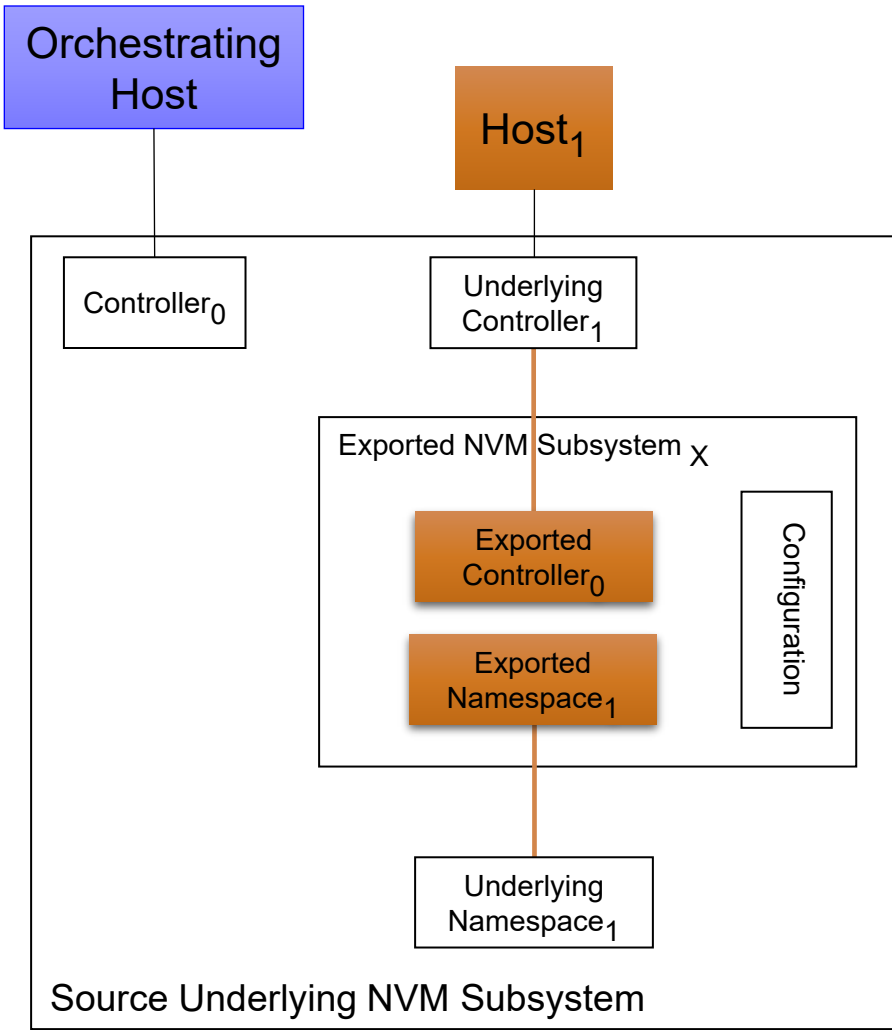 Orchestrating
Host
Host1
Controller0
Underlying
Controller1
Exported NVM Subsystem X
Exported
Controller0
Configuration
Exported
Namespace1
Underlying
Namespace1
Source Underlying NVM Subsystem